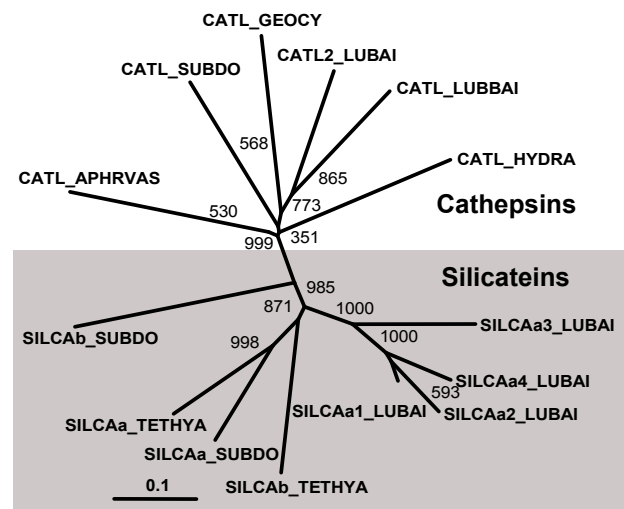 CATL_GEOCY
CATL2_LUBAI
CATL_SUBDO
CATL_LUBBAI
568
865
CATL_HYDRA
CATL_APHRVAS
773
530
Cathepsins
999
351
Silicateins
985
871
1000
SILCAa3_LUBAI
SILCAb_SUBDO
998
1000
SILCAa4_LUBAI
593
SILCAa1_LUBAI
SILCAa2_LUBAI
SILCAa_TETHYA
SILCAa_SUBDO
0.1
SILCAb_TETHYA